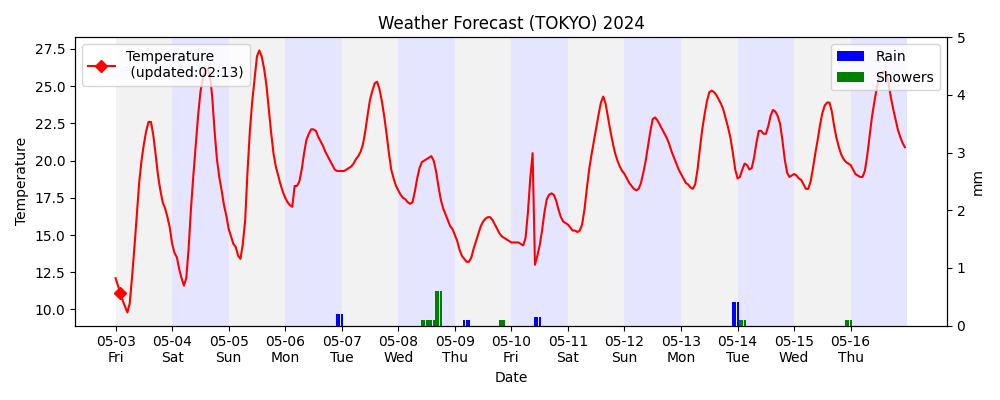 Weather Forecast (TOKYO) 2024
Temperature
(updated:02:13)
Rain
Showers
Temperature
27.5
25.0
22.5
20.0
17.5
15.0
12.5
10.0
5
4
3
2
1
0
mm
05-03 05-04 05-05 05-06 05-07 05-08 05-09 05-10 05-11 05-12 05-13 05-14 05-15 05-16
Fri Sat Sun Mon Tue Wed Thu Fri Sat Sun Mon Tue Wed Thu
Date